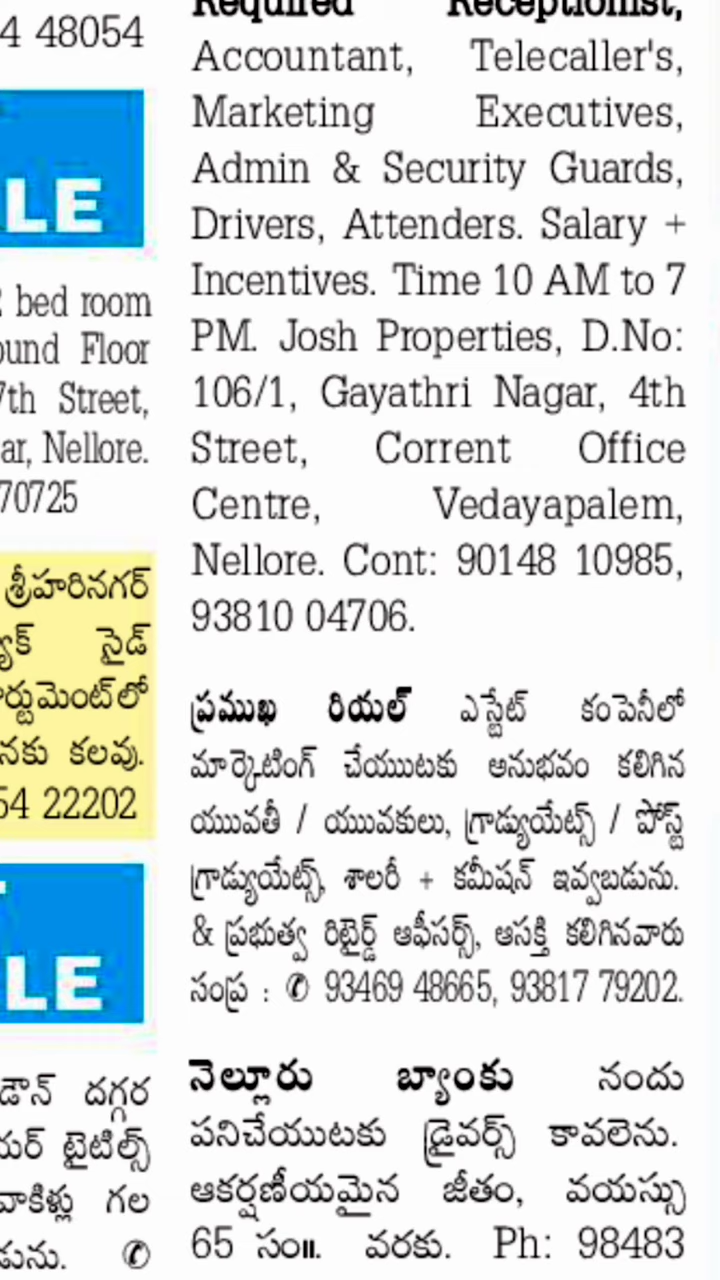 4 48054
LE
bed room
ound Floor
7th Street,
ar, Nellore.
70725
శ్రీహరినగర్
సైడ్
ర్టుమెంట్‌లో
నకు కలవు.
54 22202
LE
డౌన్ దగ్గర
యర్ టైటిల్స్
వాకిళ్లు గల
డును. ✆
Required Receptionist,
Accountant, Telecaller's,
Marketing Executives,
Admin & Security Guards,
Drivers, Attenders. Salary +
Incentives. Time 10 AM to 7
PM. Josh Properties, D.No:
106/1, Gayathri Nagar, 4th
Street, Corrent Office
Centre, Vedayapalem,
Nellore. Cont: 90148 10985,
93810 04706.
ప్రముఖ రియల్ ఎస్టేట్ కంపెనీలో
మార్కెటింగ్ చేయుటకు అనుభవం కలిగిన
యువతీ / యువకులు, గ్రాడ్యుయేట్స్ / పోస్ట్
గ్రాడ్యుయేట్స్, శాలరీ + కమీషన్ ఇవ్వబడును.
& ప్రభుత్వ రిటైర్డ్ ఆఫీసర్స్, ఆసక్తి కలిగినవారు
సంప్ర : ✆ 93469 48665, 93817 79202.
నెల్లూరు బ్యాంకు నందు
పనిచేయుటకు డ్రైవర్స్ కావలెను.
ఆకర్షణీయమైన జీతం, వయస్సు
65 సం॥. వరకు. Ph: 98483